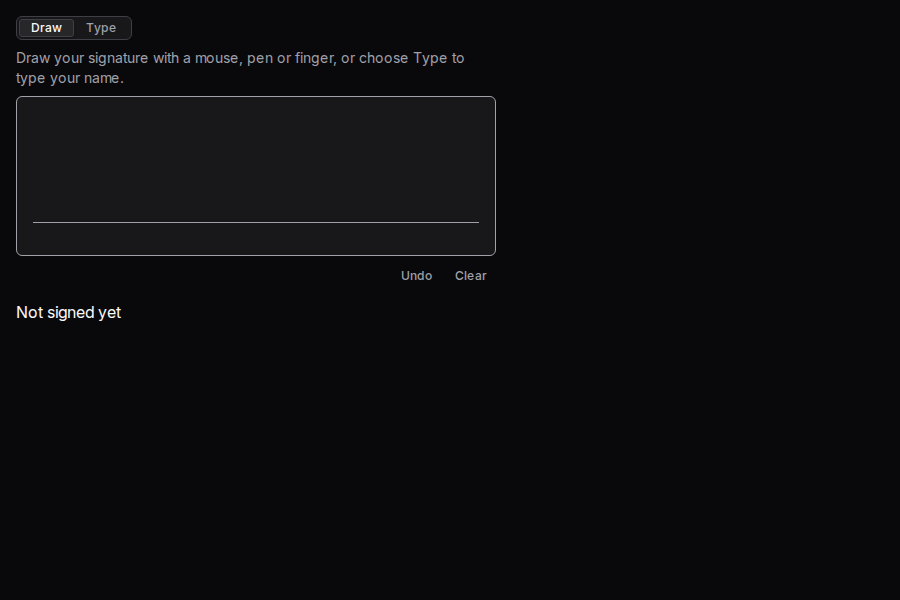 Draw Type
Draw your signature with a mouse, pen or finger, or choose Type to
type your name.
Undo Clear
Not signed yet